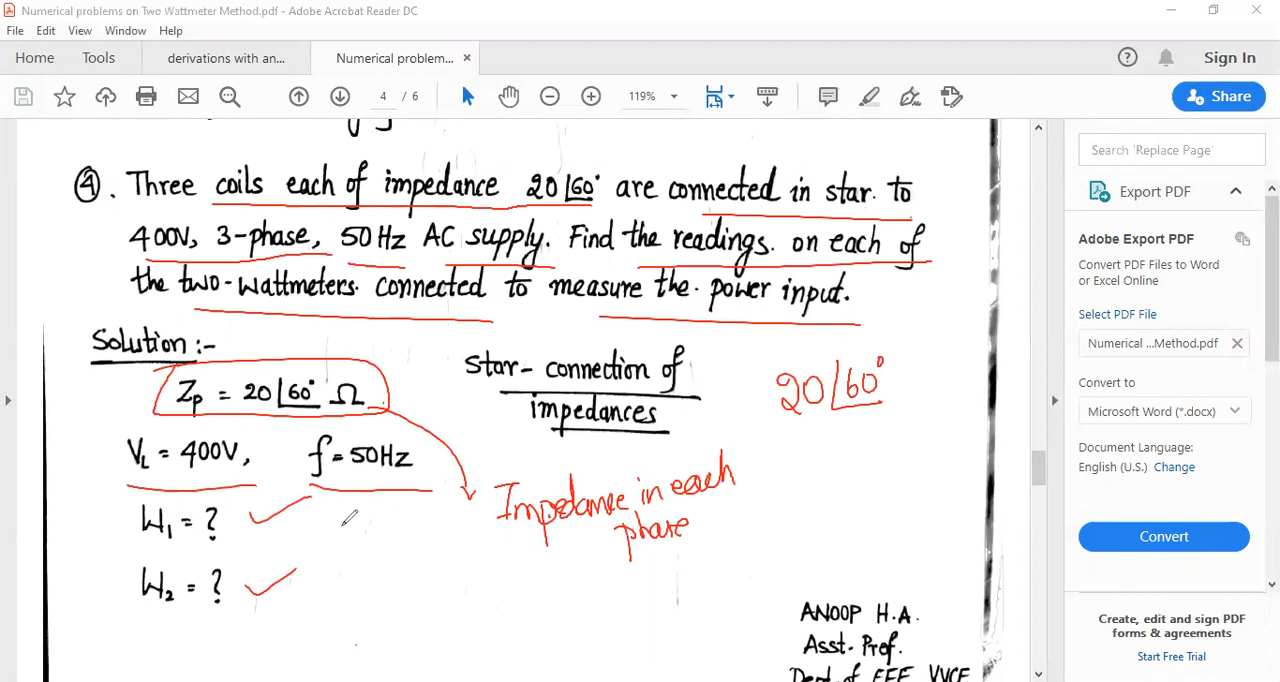 Numerical problems on Two Wattmeter Method.pdf - Adobe Acrobat Reader DC
File Edit View Window Help
Home Tools derivations with an... Numerical problem... × Sign In
4 / 6 119% Share
④. Three coils each of impedance 20∠60° are connected in star to
400V, 3-phase, 50Hz AC supply. Find the readings on each of
the two-wattmeters connected to measure the power input.
Solution:-
Zp = 20∠60° Ω
Star-connection of
impedances
20∠60°
VL = 400V, f = 50Hz
Impedance in each
phase
W1 = ?
W2 = ?
ANOOP H.A.
Asst. Prof.
Dept. of EEE VVCE
Search 'Replace Page'
Export PDF
Adobe Export PDF
Convert PDF Files to Word
or Excel Online
Select PDF File
Numerical ...Method.pdf ×
Convert to
Microsoft Word (*.docx)
Document Language:
English (U.S.) Change
Convert
Create, edit and sign PDF
forms & agreements
Start Free Trial